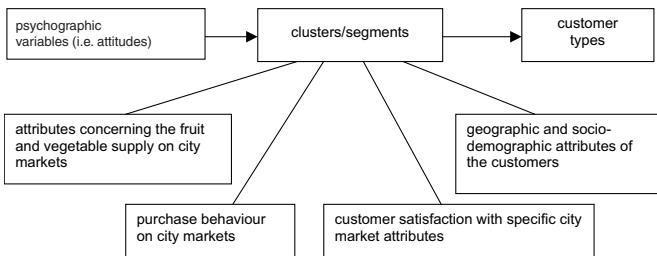 psychographic
variables (i.e. attitudes)
clusters/segments
customer
types
attributes concerning the fruit
and vegetable supply on city
markets
geographic and socio-
demographic attributes of
the customers
purchase behaviour
on city markets
customer satisfaction with specific city
market attributes